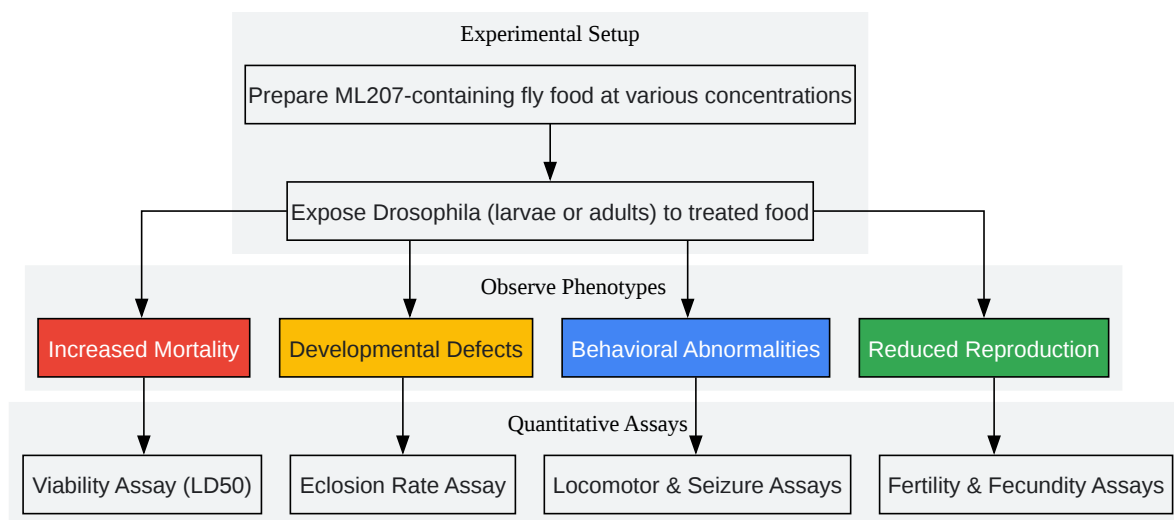 Experimental Setup
Prepare ML207-containing fly food at various concentrations
Expose Drosophila (larvae or adults) to treated food
Observe Phenotypes
Increased Mortality
Developmental Defects
Behavioral Abnormalities
Reduced Reproduction
Quantitative Assays
Viability Assay (LD50)
Eclosion Rate Assay
Locomotor & Seizure Assays
Fertility & Fecundity Assays